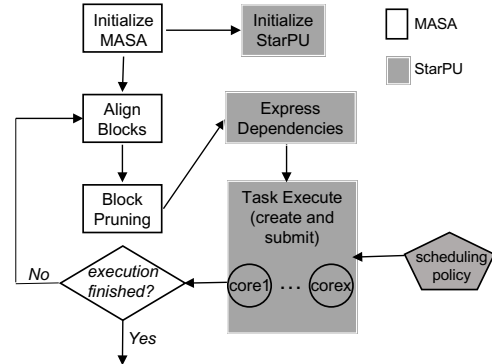 Initialize
MASA
Initialize
StarPU
MASA
StarPU
Align
Blocks
Express
Dependencies
Block
Pruning
Task Execute
(create and
submit)
scheduling
policy
core1 ... corex
execution
finished?
No
Yes